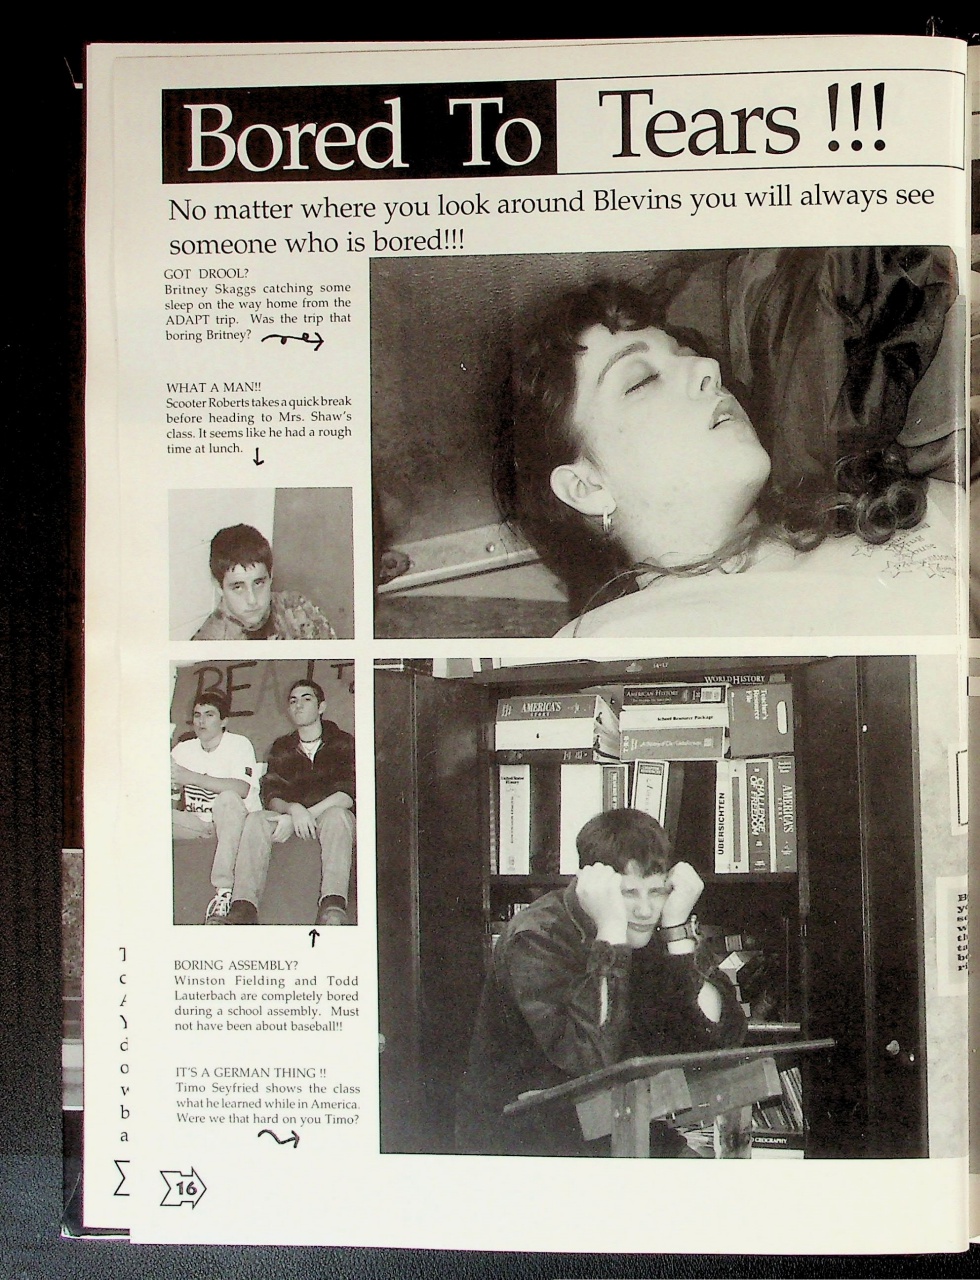 Bored To Tears !!!
No matter where you look around Blevins you will always see
someone who is bored!!!
GOT DROOL?
Britney Skaggs catching some
sleep on the way home from the
ADAPT trip. Was the trip that
boring Britney?
WHAT A MAN!!
Scooter Roberts takes a quick break
before heading to Mrs. Shaw's
class. It seems like he had a rough
time at lunch.
BORING ASSEMBLY?
Winston Fielding and Todd
Lauterbach are completely bored
during a school assembly. Must
not have been about baseball!!
IT'S A GERMAN THING !!
Timo Seyfried shows the class
what he learned while in America.
Were we that hard on you Timo?
16
adidas
WORLD HISTORY
AMERICAN HISTORY
AMERICA'S
School Resource Package
Teacher's
Resource
File
ÜBERSICHTEN
CHALLENGE
OF FREEDOM
AMERICA'S
GEOGRAPHY